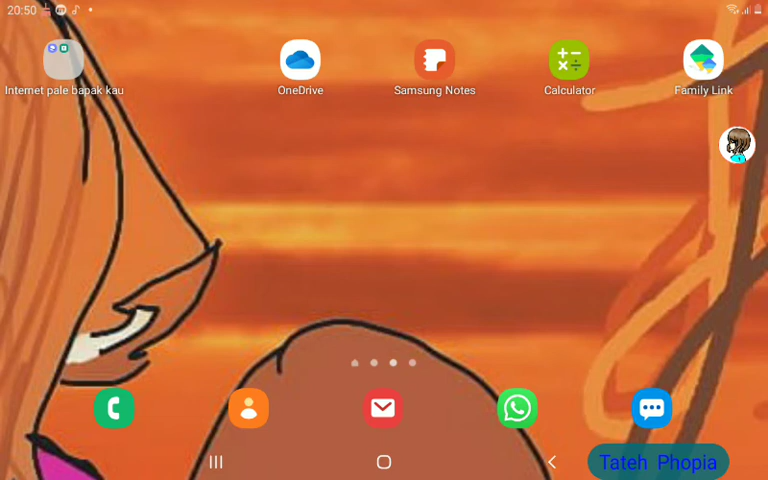 20:50
Internet pale bapak kau
OneDrive
Samsung Notes
Calculator
Family Link
Tateh Phopia